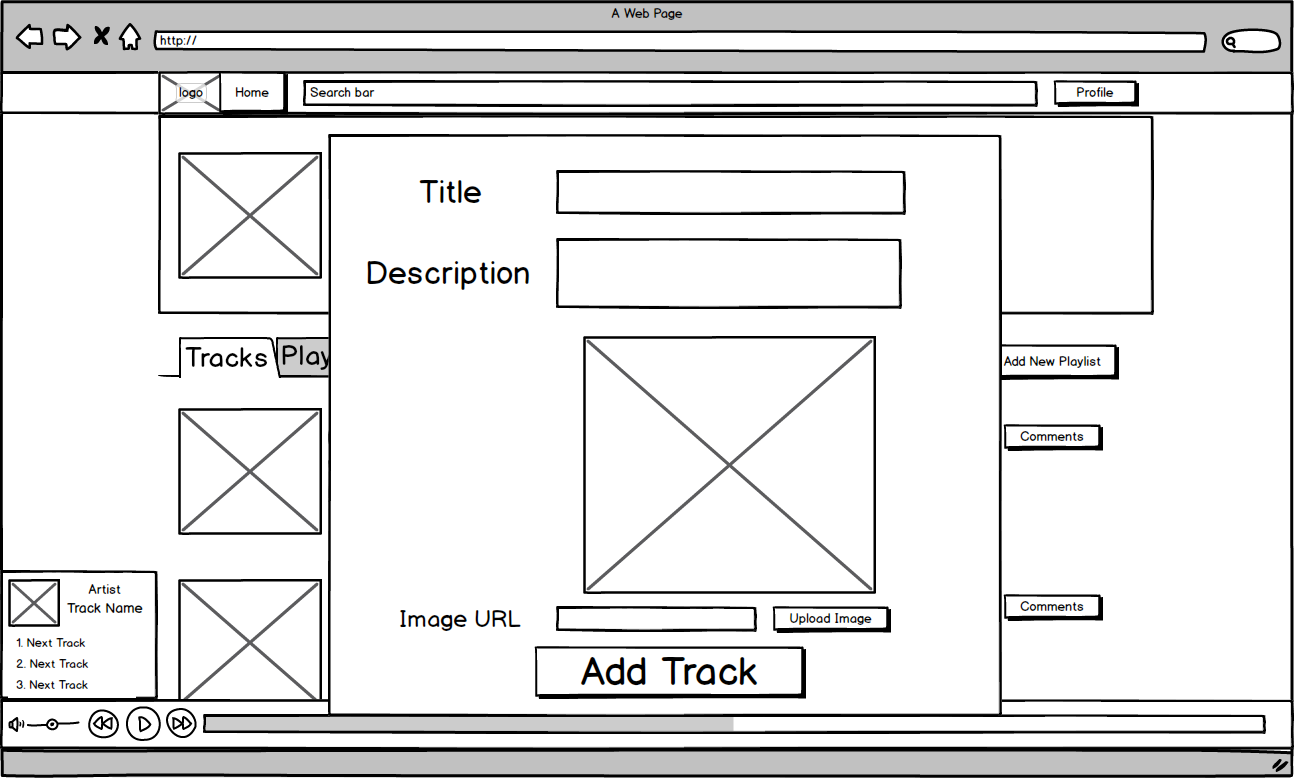 A Web Page
http://
logo
Home
Search bar
Profile
Title
Description
Tracks
Play
Add New Playlist
Comments
Image URL
Upload Image
Add Track
Comments
Artist
Track Name
1. Next Track
2. Next Track
3. Next Track